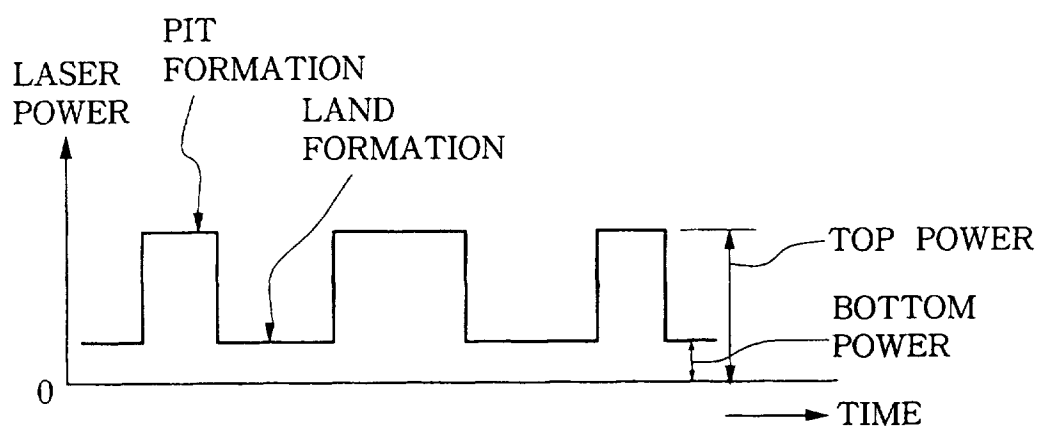 PIT
FORMATION
LASER
POWER
LAND
FORMATION
TOP POWER
BOTTOM
POWER
0
TIME